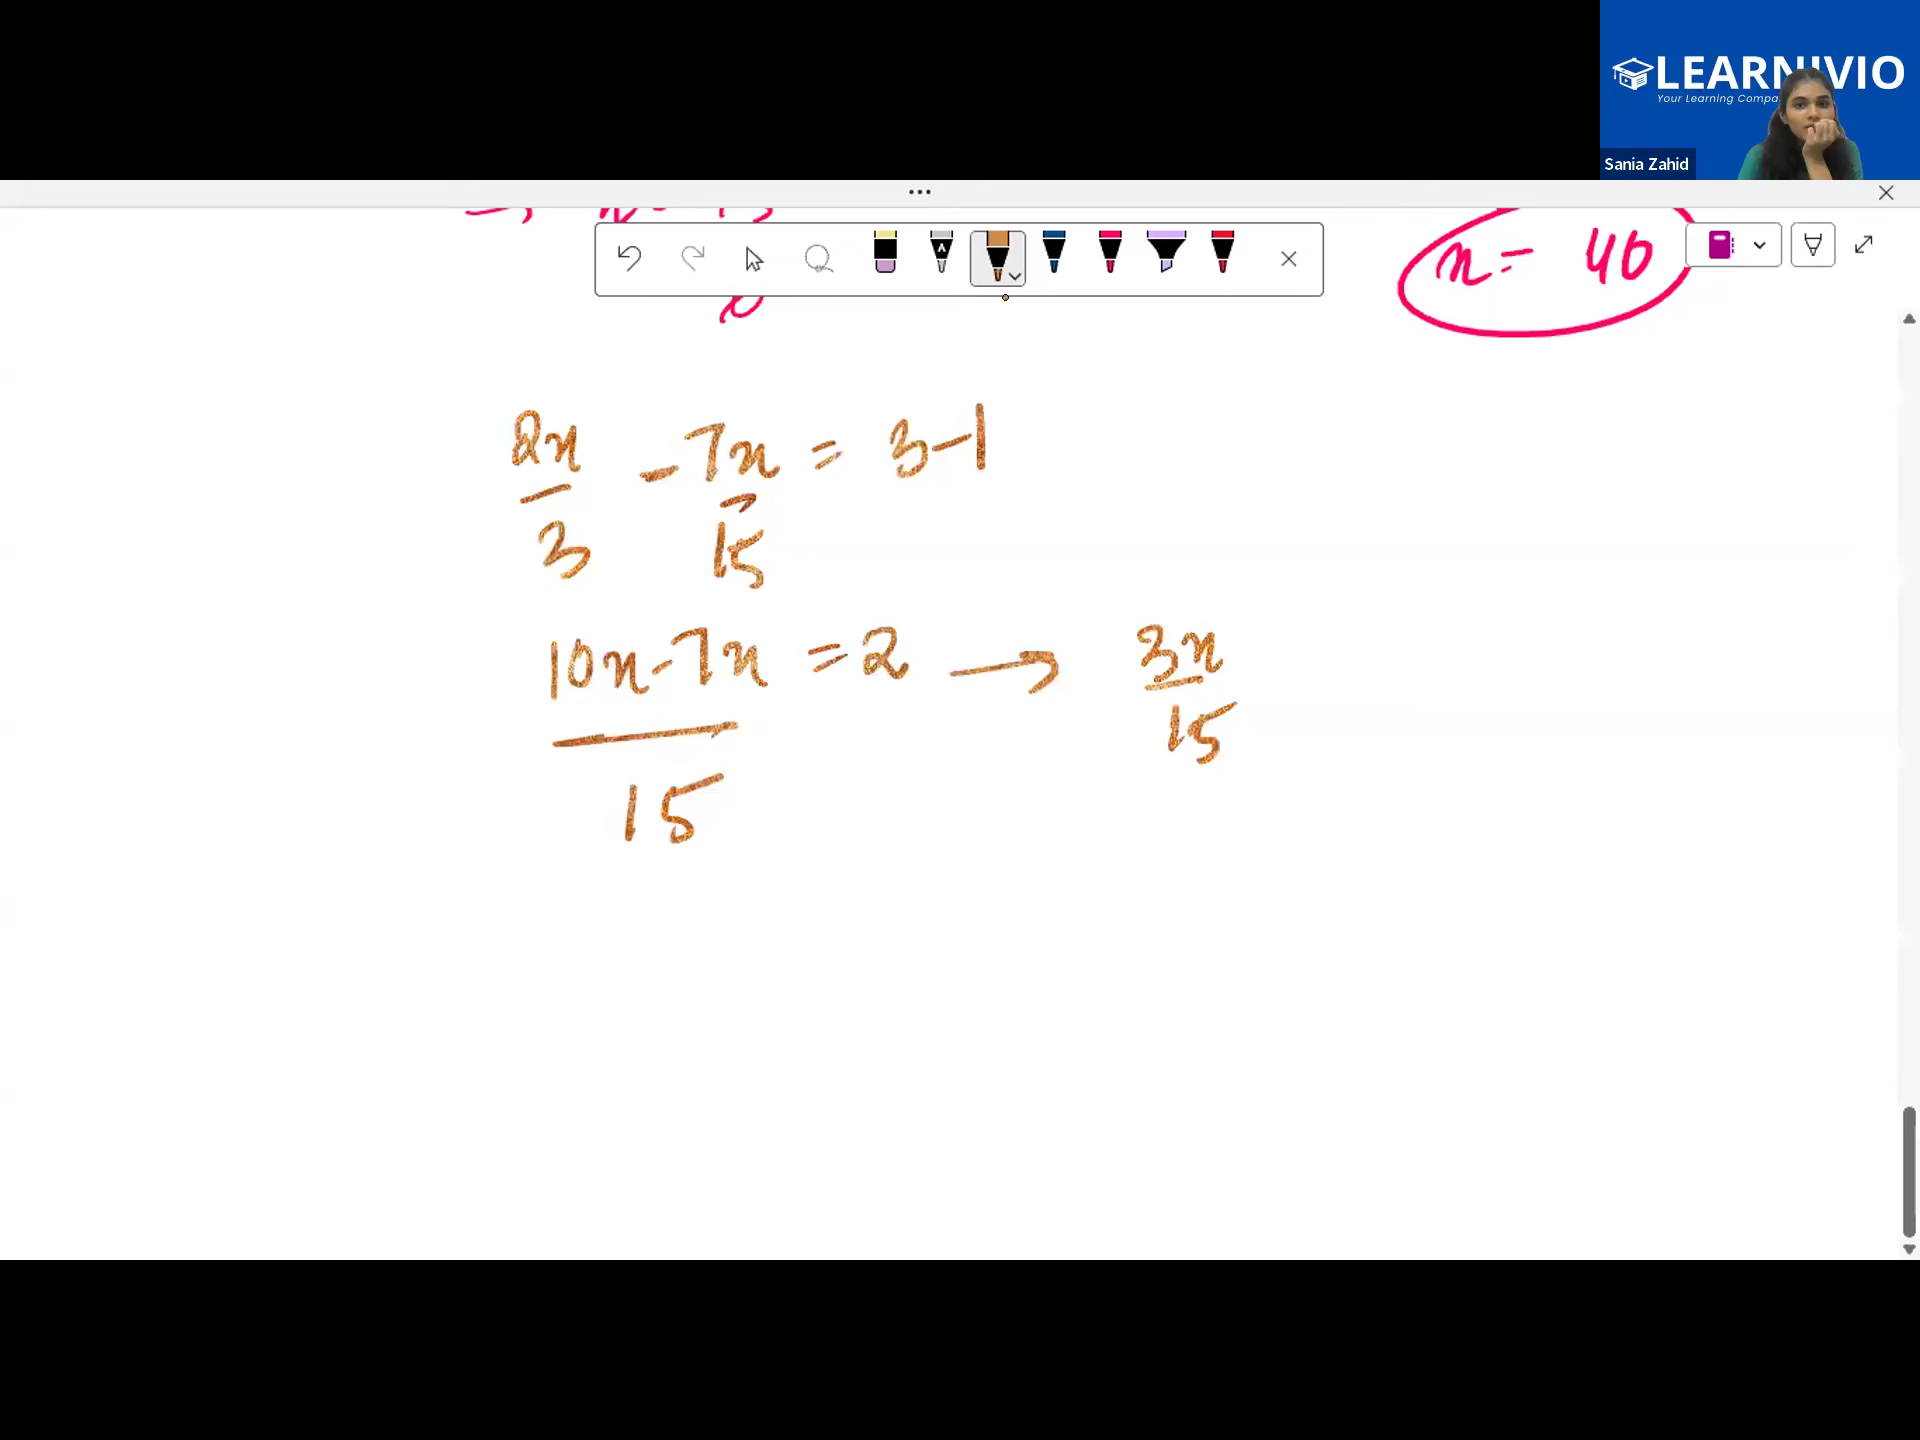 LEARNIVIO
Your Learning Compa
Sania Zahid
x = 40
2x/3 - 7x/15 = 3-1
(10x-7x)/15 = 2 → 3x/15